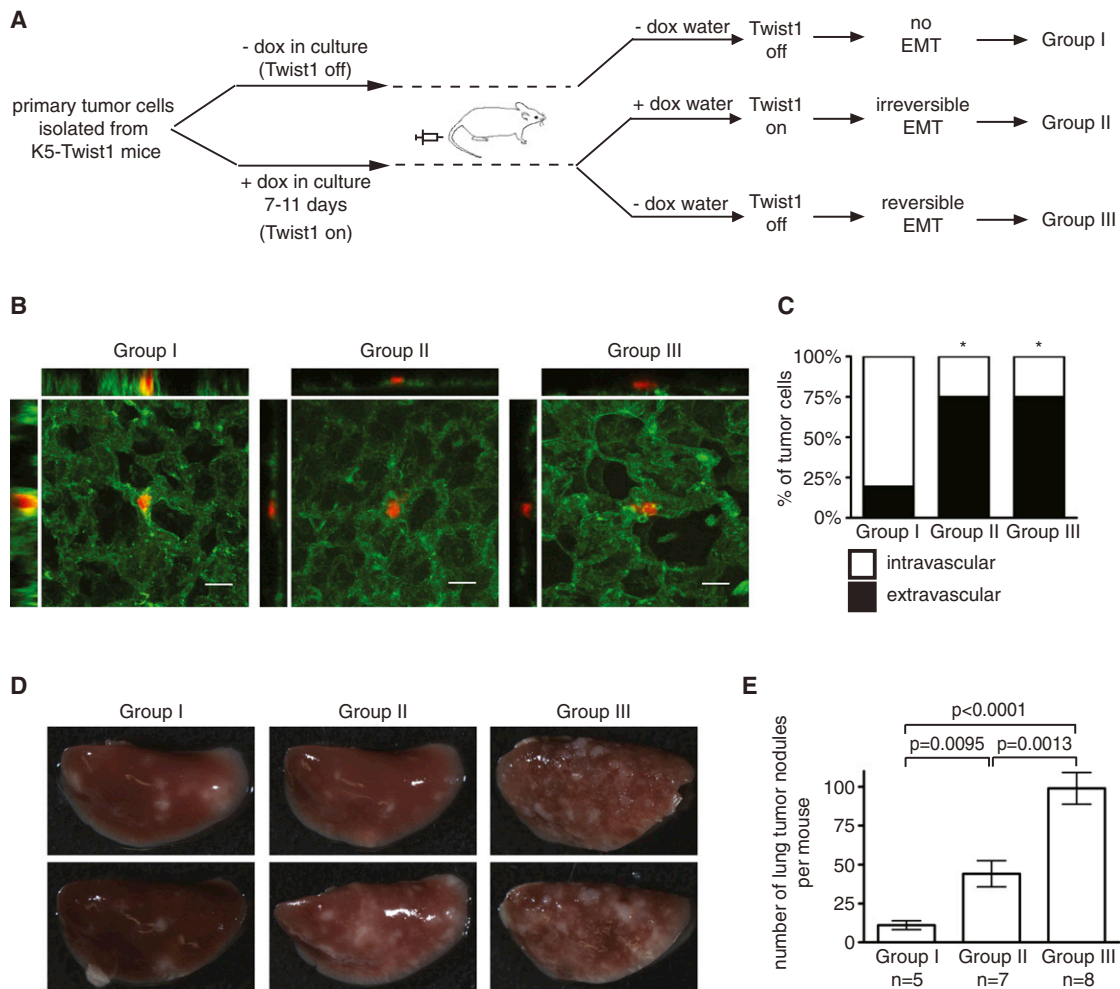 A
primary tumor cells
isolated from
K5-Twist1 mice
- dox in culture
(Twist1 off)
+ dox in culture
7-11 days
(Twist1 on)
- dox water
Twist1
off
no
EMT
Group I
+ dox water
Twist1
on
irreversible
EMT
Group II
- dox water
Twist1
off
reversible
EMT
Group III
B
Group I
Group II
Group III
C
% of tumor cells
100%
75%
50%
25%
0%
*
*
Group I
Group II
Group III
intravascular
extravascular
D
Group I
Group II
Group III
E
number of lung tumor nodules
per mouse
p<0.0001
p=0.0095
p=0.0013
100
75
50
25
0
Group I
Group II
Group III
n=5
n=7
n=8